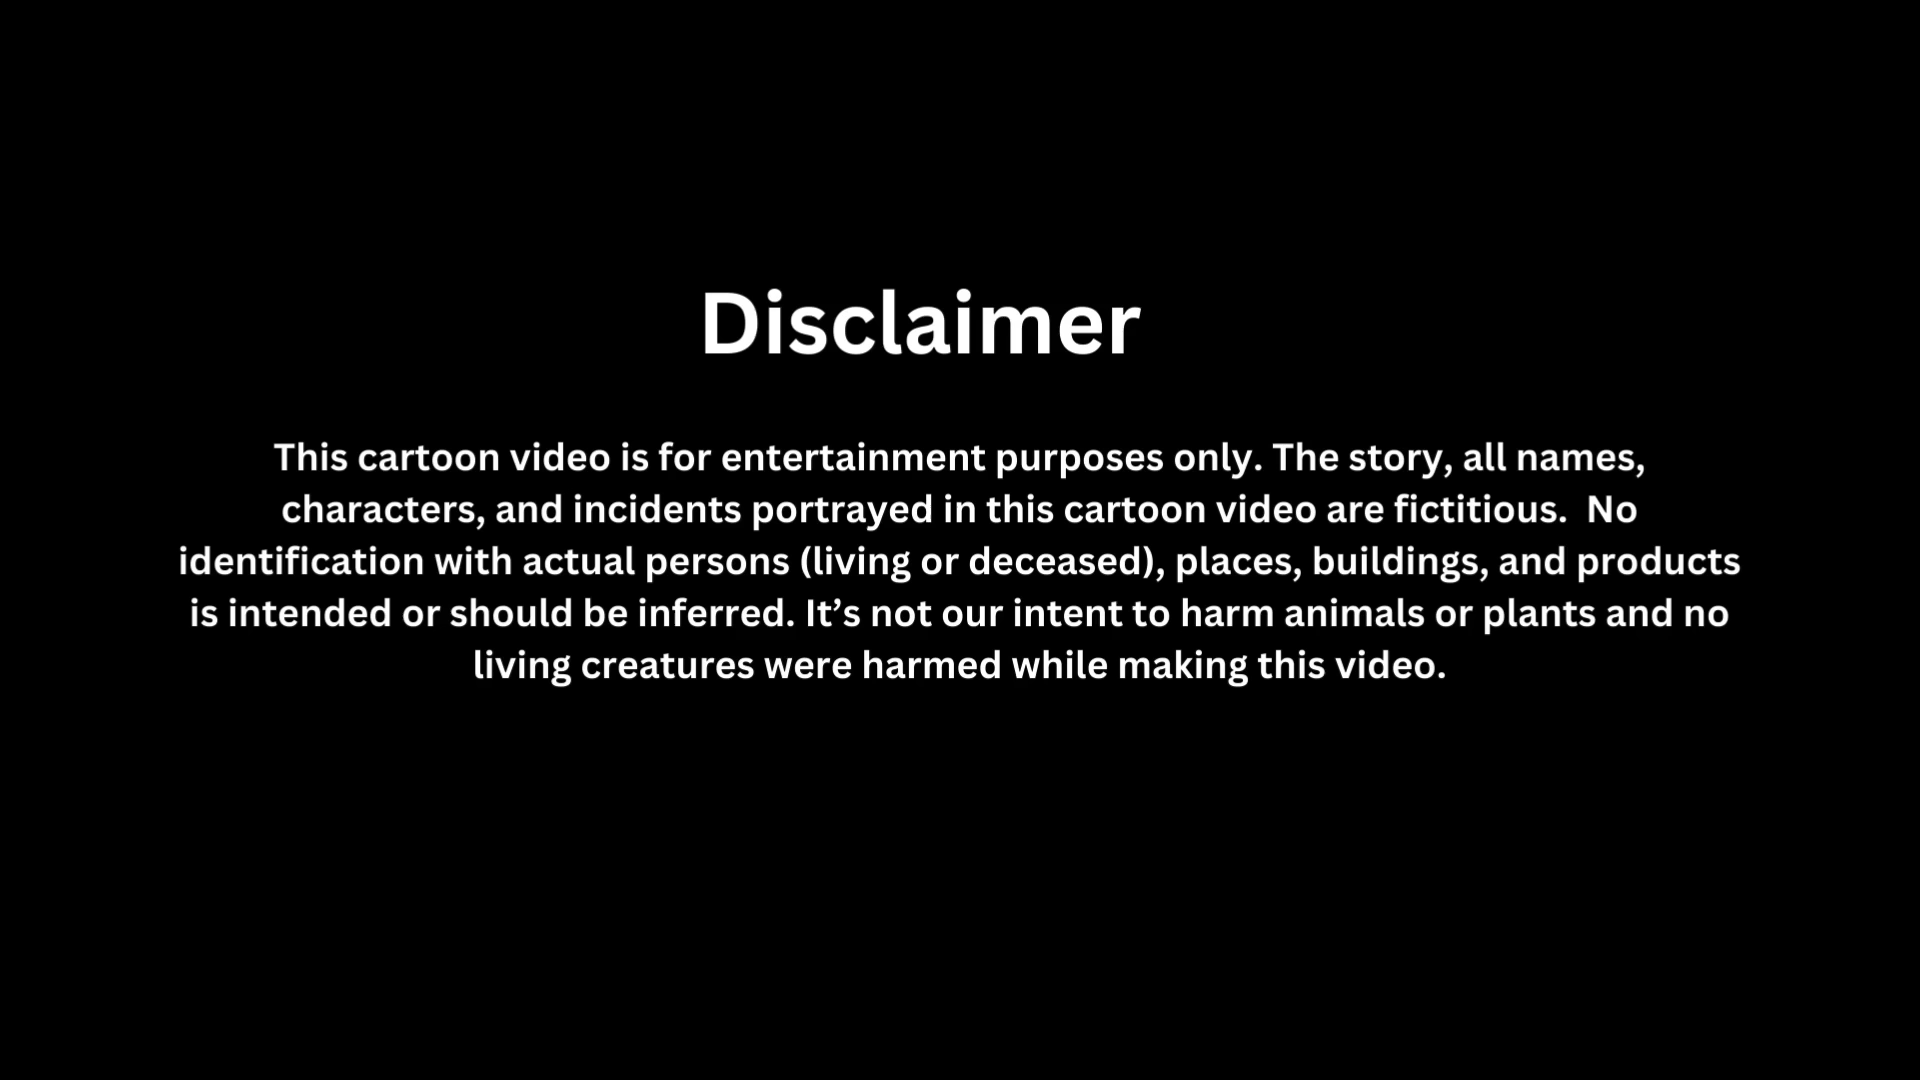 Disclaimer
This cartoon video is for entertainment purposes only. The story, all names,
characters, and incidents portrayed in this cartoon video are fictitious.  No
identification with actual persons (living or deceased), places, buildings, and products
is intended or should be inferred. It’s not our intent to harm animals or plants and no
living creatures were harmed while making this video.